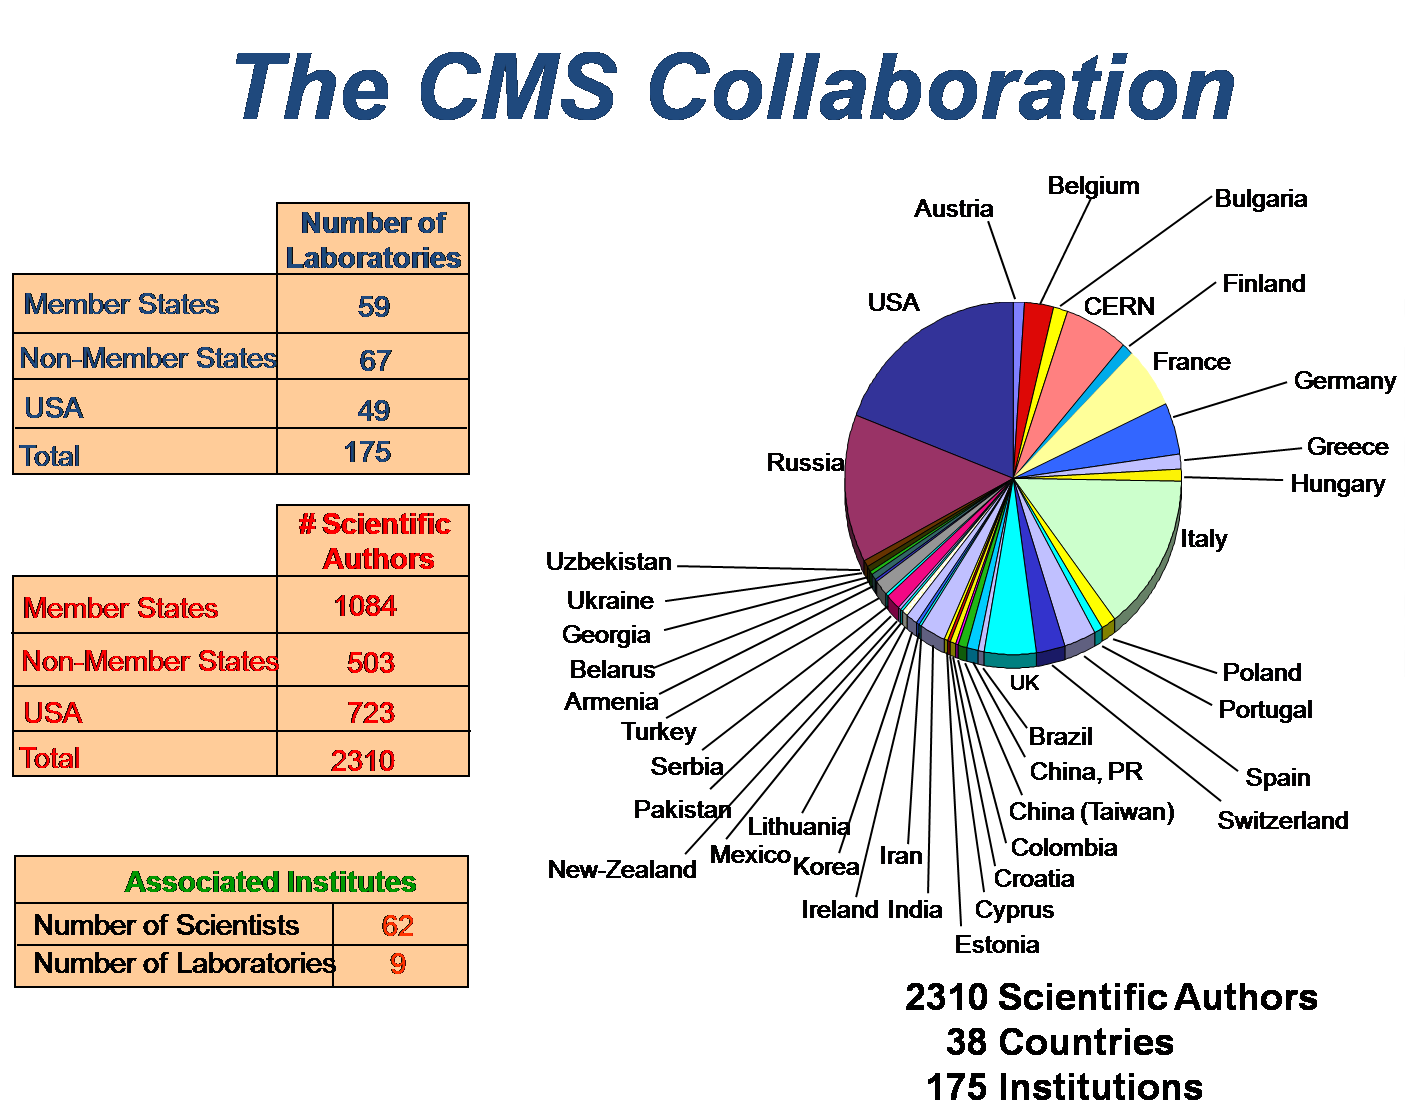 The CMS Collaboration
Number of
Laboratories
Member States 59
Non-Member States 67
USA 49
Total 175
# Scientific
Authors
Member States 1084
Non-Member States 503
USA 723
Total 2310
Associated Institutes
Number of Scientists 62
Number of Laboratories 9
Belgium
Austria
Bulgaria
Finland
USA
CERN
France
Germany
Greece
Russia
Hungary
Italy
Uzbekistan
Ukraine
Georgia
Belarus
Armenia
Turkey
Serbia
Pakistan
Lithuania
New-Zealand
Mexico
Korea
Iran
Ireland
India
Estonia
Cyprus
Croatia
Colombia
China (Taiwan)
China, PR
Brazil
UK
Poland
Portugal
Spain
Switzerland
2310 Scientific Authors
38 Countries
175 Institutions